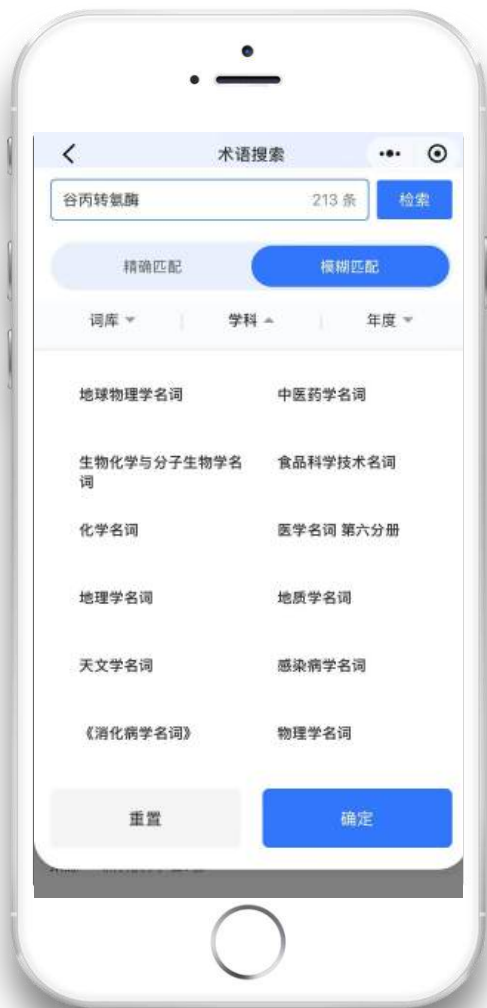 术语搜索
谷丙转氨酶 213 条 检索
精确匹配 模糊匹配
词库 学科 年度
地球物理学名词 中医药学名词
生物化学与分子生物学名 食品科学技术名词
词
化学名词 医学名词 第六分册
地理学名词 地质学名词
天文学名词 感染病学名词
《消化病学名词》 物理学名词
重置 确定